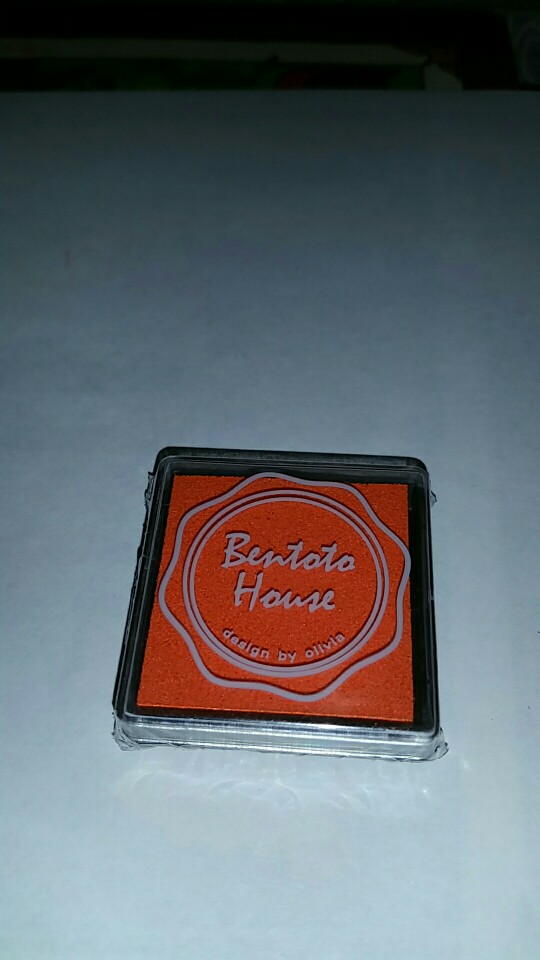 Bentoto
House
design by olivia